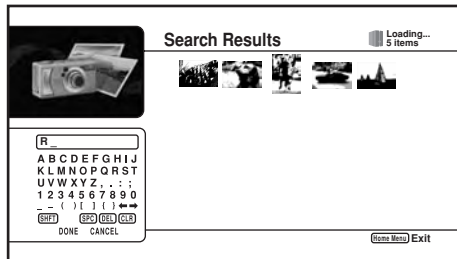 Search Results
Loading...
5 items
R_
A B C D E F G H I J
K L M N O P Q R S T
U V W X Y Z , . : ;
1 2 3 4 5 6 7 8 9 0
_ – ( ) [ ] { } ⬅ ➡
SHFT SPC DEL CLR
DONE CANCEL
Home Menu Exit